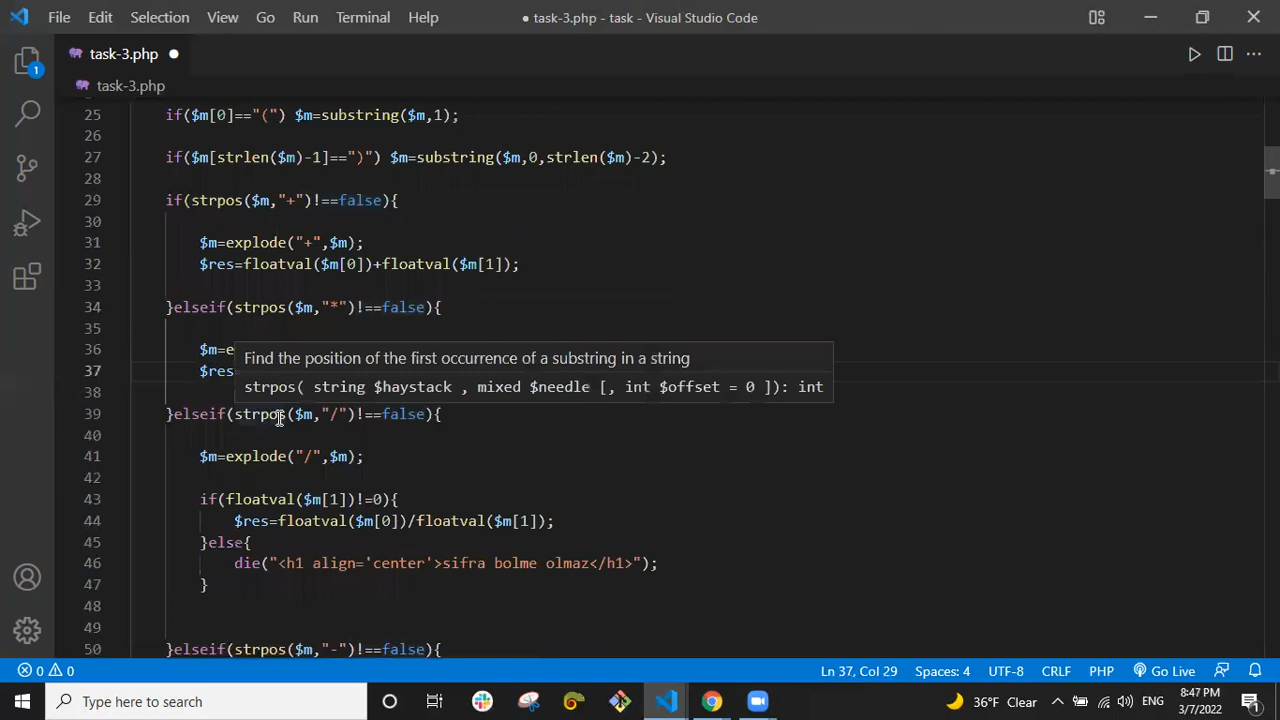 File Edit Selection View Go Run Terminal Help
● task-3.php - task - Visual Studio Code
task-3.php ●
task-3.php
1
25 if($m[0]=="(") $m=substring($m,1);
26
27 if($m[strlen($m)-1]==")") $m=substring($m,0,strlen($m)-2);
28
29 if(strpos($m,"+")!==false){
30
31 $m=explode("+",$m);
32 $res=floatval($m[0])+floatval($m[1]);
33
34 }elseif(strpos($m,"*")!==false){
35
36 $m=e
Find the position of the first occurrence of a substring in a string
37 $res
strpos( string $haystack , mixed $needle [, int $offset = 0 ]): int
38
39 }elseif(strpos($m,"/")!==false){
40
41 $m=explode("/",$m);
42
43 if(floatval($m[1])!=0){
44 $res=floatval($m[0])/floatval($m[1]);
45 }else{
46 die("<h1 align='center'>sifra bolme olmaz</h1>");
47 }
48
49
50 }elseif(strpos($m,"-")!==false){
0 0 Ln 37, Col 29 Spaces: 4 UTF-8 CRLF PHP Go Live
Type here to search 36°F Clear ENG 8:47 PM
3/7/2022 1